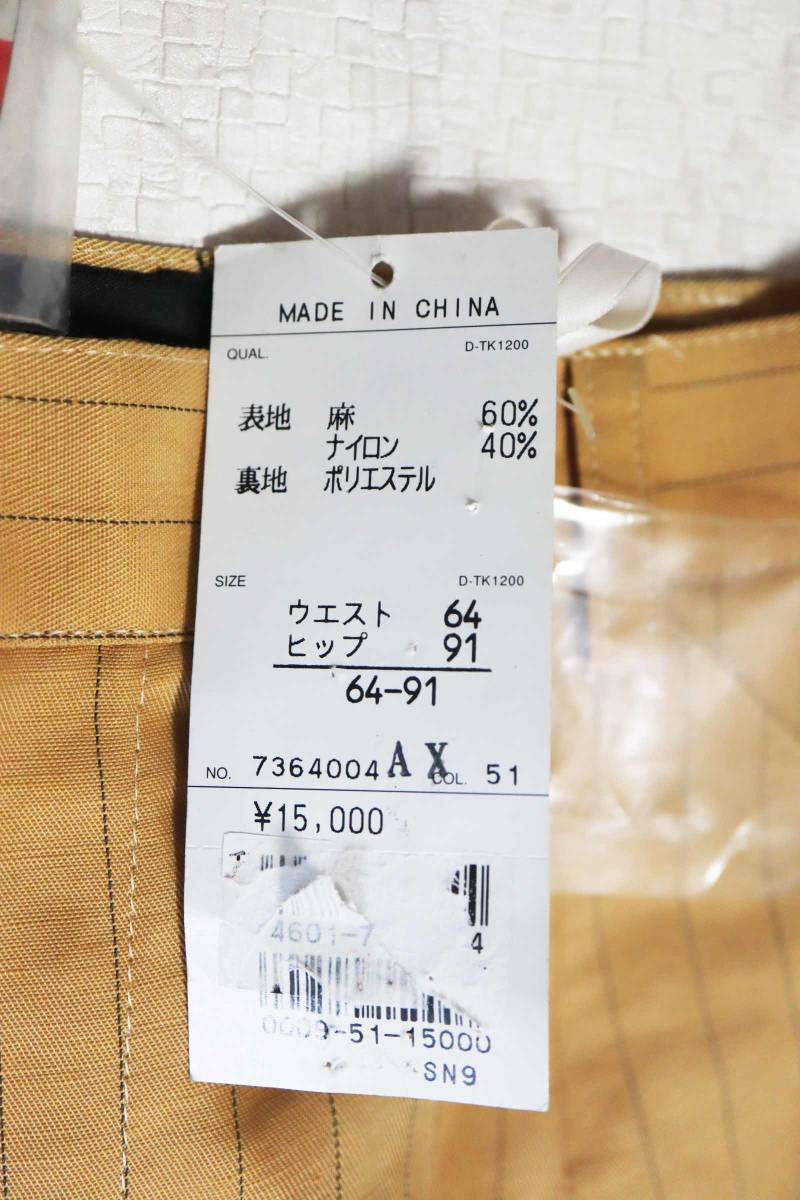 MADE IN CHINA
QUAL. D-TK1200
表地 麻 60%
ナイロン 40%
裏地 ポリエステル
SIZE D-TK1200
ウエスト 64
ヒップ 91
64-91
NO. 7364004 AX COL. 51
¥15,000
4601-7 4
0009-51-15000
SN9